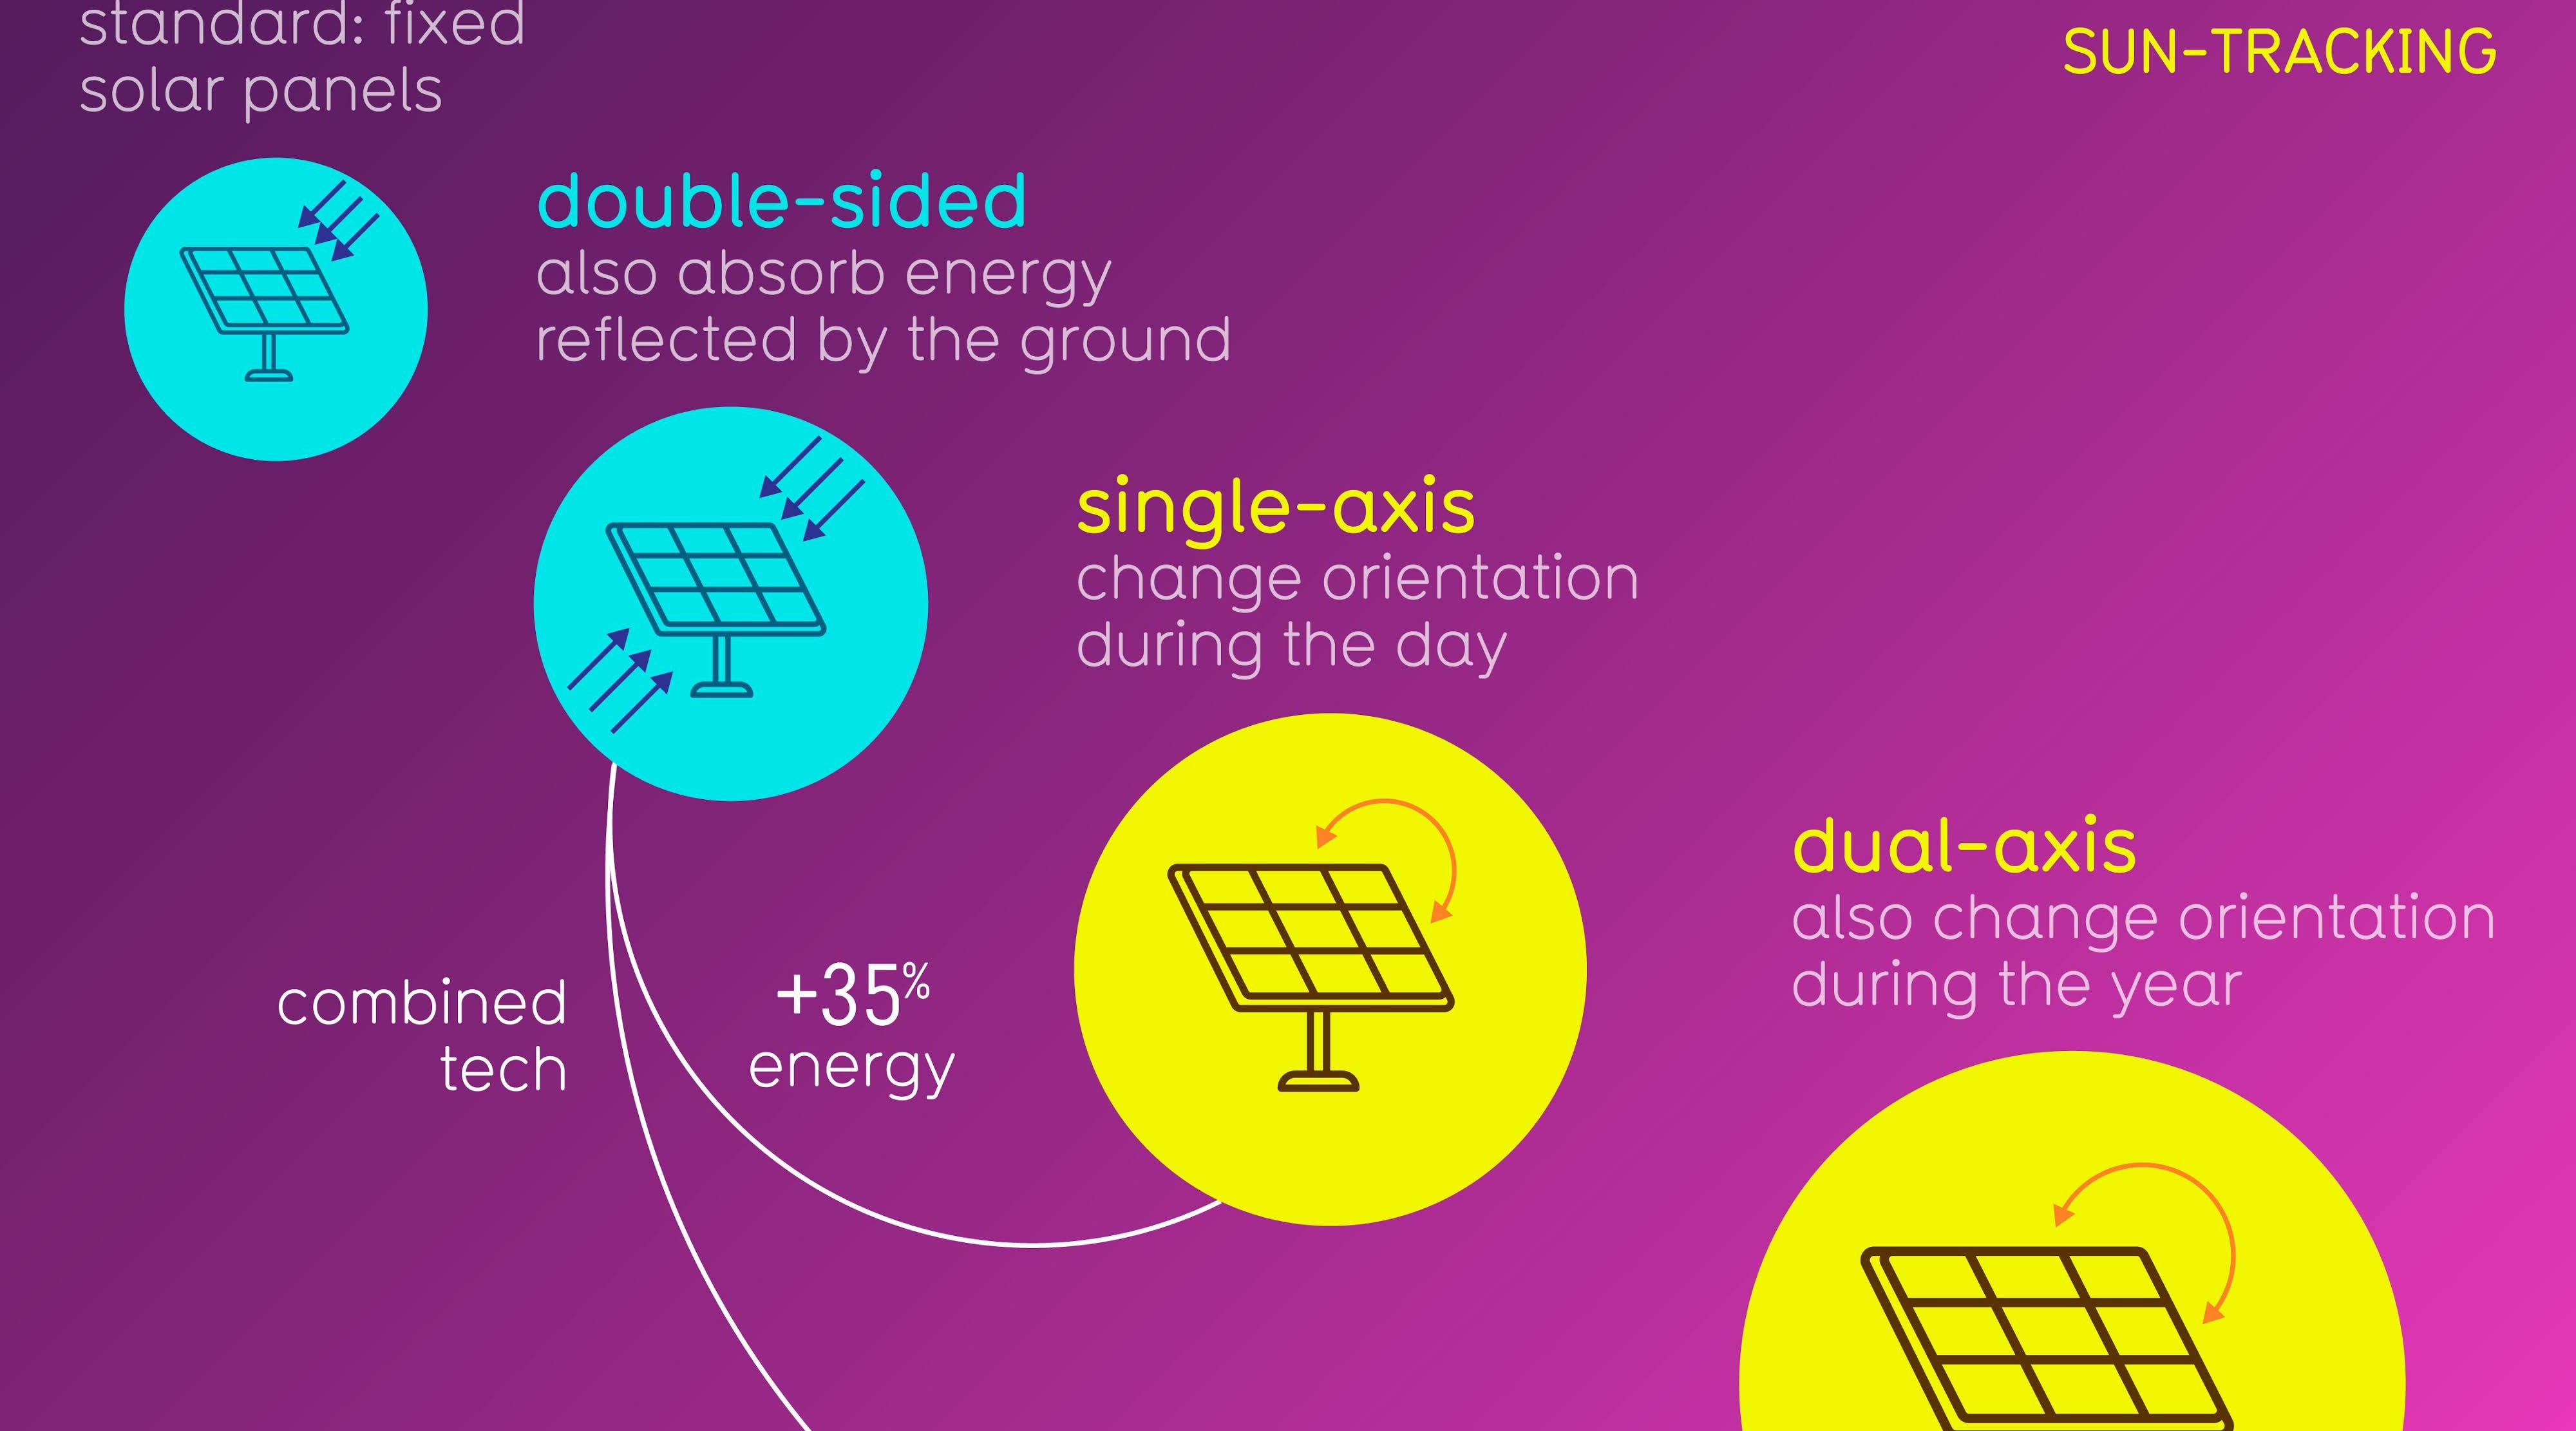 standard: fixed
solar panels
SUN-TRACKING
double-sided
also absorb energy
reflected by the ground
single-axis
change orientation
during the day
dual-axis
also change orientation
during the year
combined
tech
+35%
energy